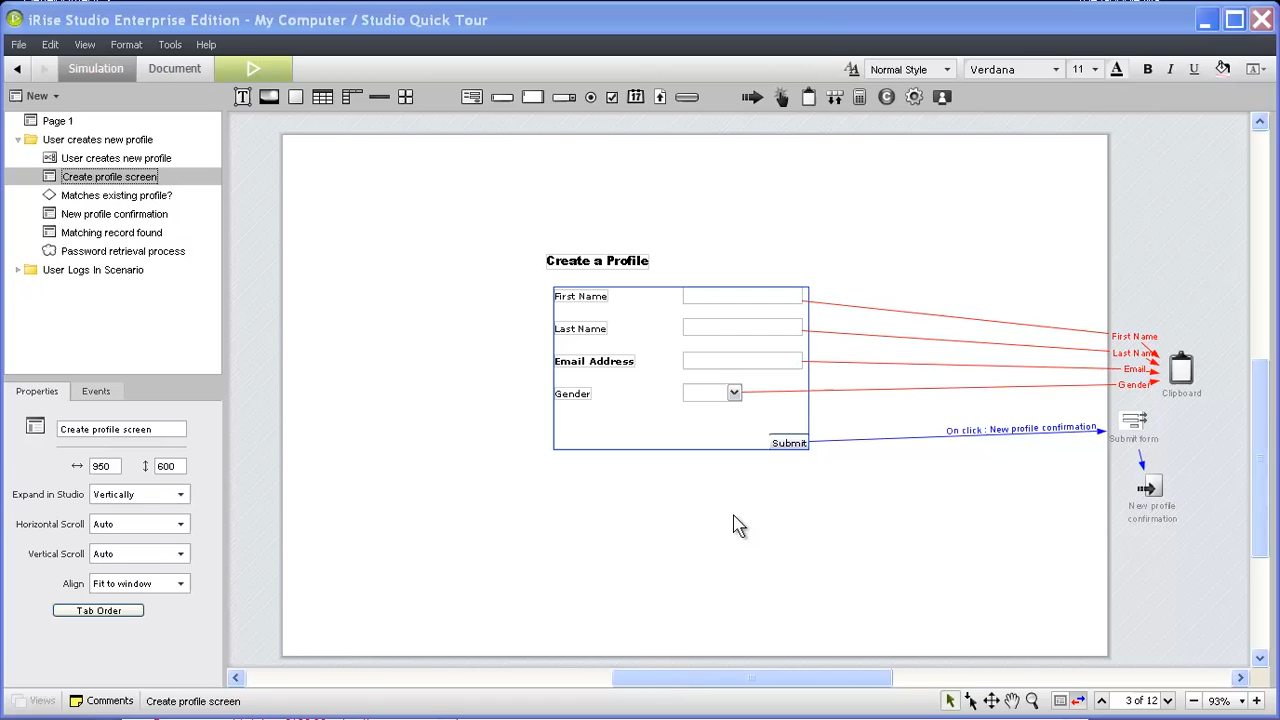 iRise Studio Enterprise Edition - My Computer / Studio Quick Tour
File Edit View Format Tools Help
Simulation Document
Normal Style Verdana 11 A B I U
New
Page 1
User creates new profile
User creates new profile
Create profile screen
Matches existing profile?
New profile confirmation
Matching record found
Password retrieval process
User Logs In Scenario
Create a Profile
First Name
Last Name
Email Address
Gender
Submit
First Name
Last Nam
Email
Gender
Clipboard
On click : New profile confirmation
Submit form
New profile
confirmation
Properties Events
Create profile screen
950 600
Expand in Studio Vertically
Horizontal Scroll Auto
Vertical Scroll Auto
Align Fit to window
Tab Order
Views Comments Create profile screen 3 of 12 93%